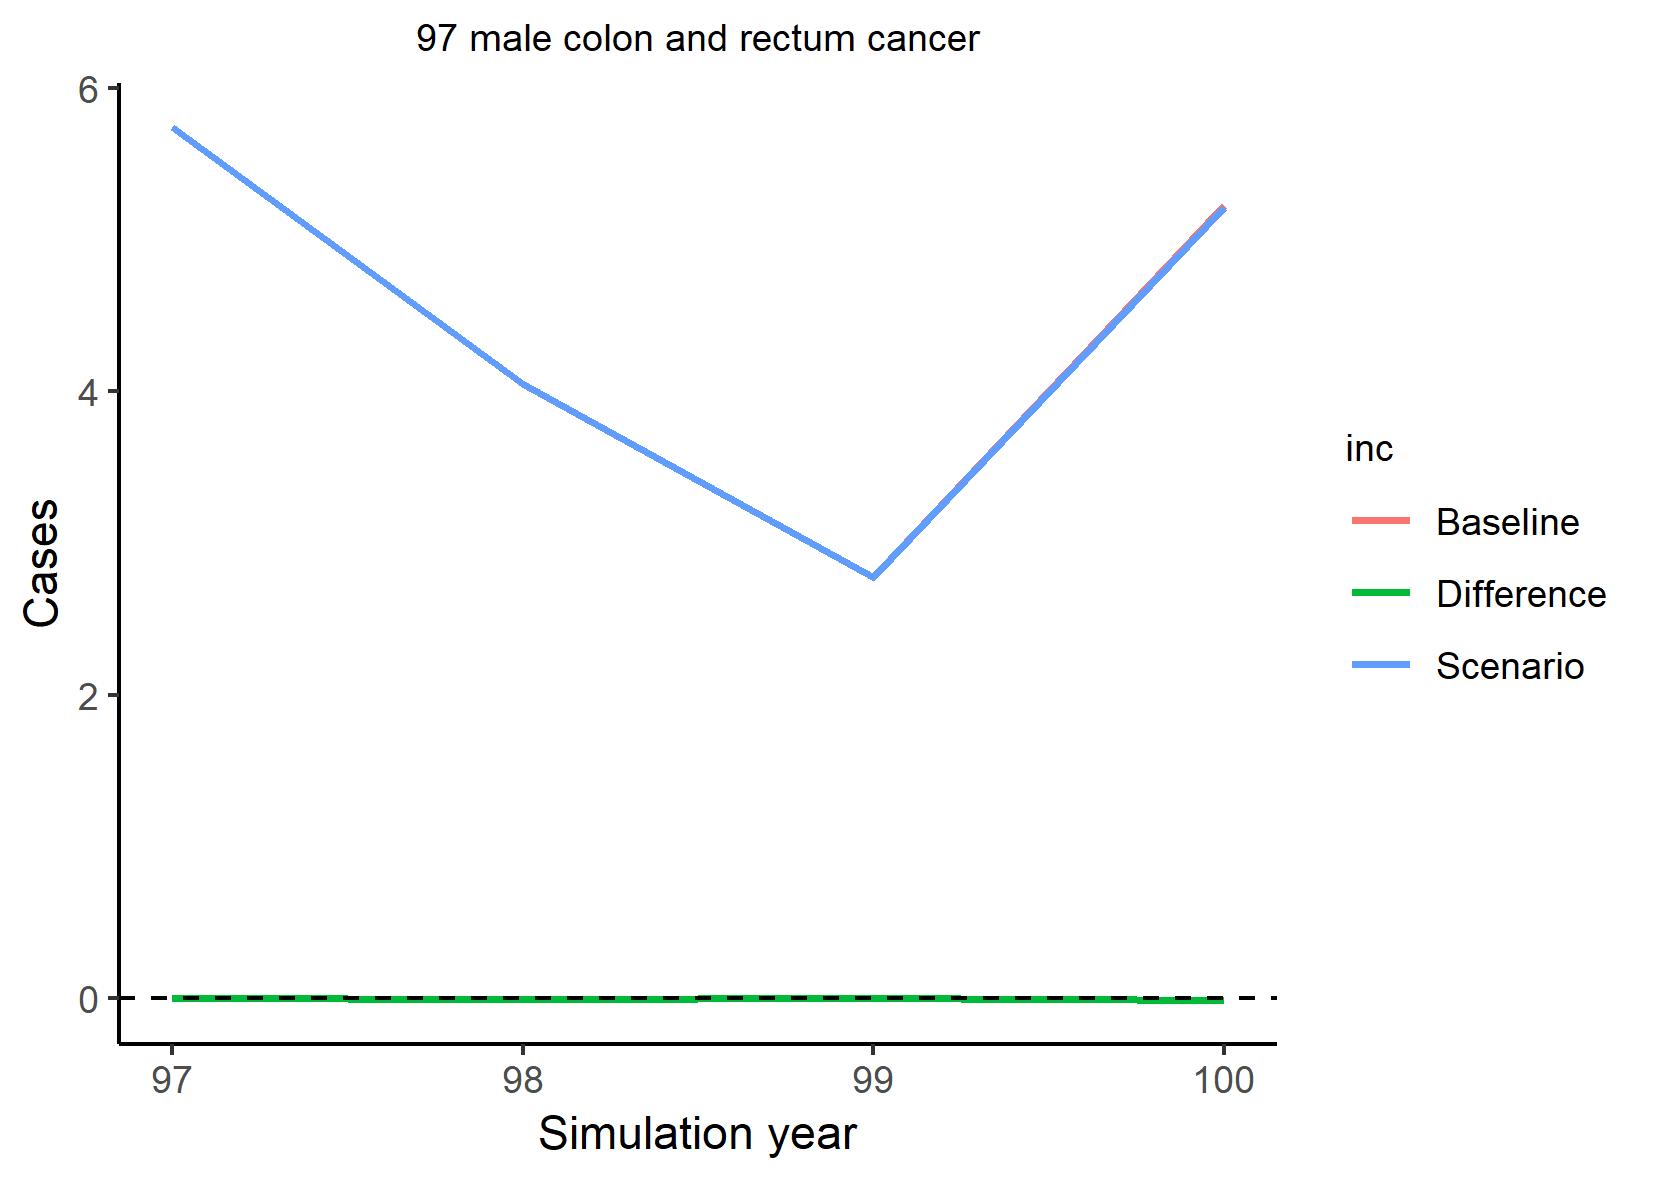 97 male colon and rectum cancer
6
4
2
0
Cases
97 98 99 100
Simulation year
inc
Baseline
Difference
Scenario